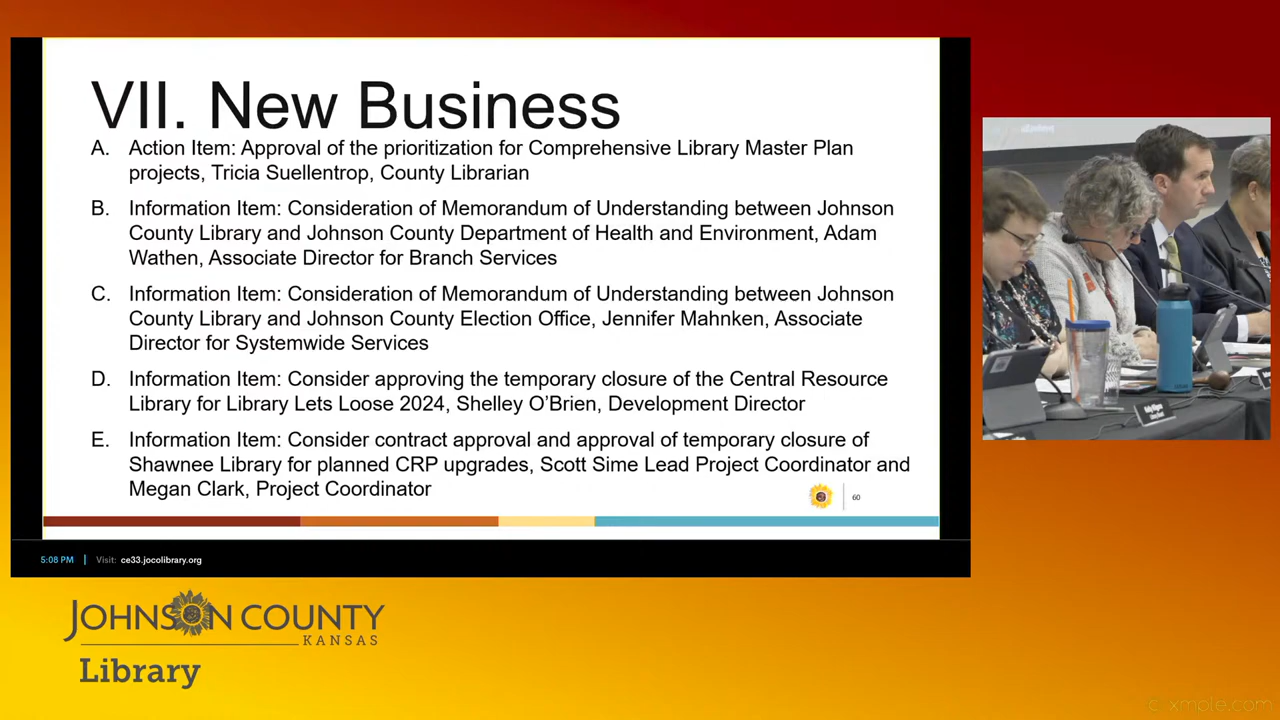 VII. New Business
A. Action Item: Approval of the prioritization for Comprehensive Library Master Plan
projects, Tricia Suellentrop, County Librarian
B. Information Item: Consideration of Memorandum of Understanding between Johnson
County Library and Johnson County Department of Health and Environment, Adam
Wathen, Associate Director for Branch Services
C. Information Item: Consideration of Memorandum of Understanding between Johnson
County Library and Johnson County Election Office, Jennifer Mahnken, Associate
Director for Systemwide Services
D. Information Item: Consider approving the temporary closure of the Central Resource
Library for Library Lets Loose 2024, Shelley O’Brien, Development Director
E. Information Item: Consider contract approval and approval of temporary closure of
Shawnee Library for planned CRP upgrades, Scott Sime Lead Project Coordinator and
Megan Clark, Project Coordinator
60
5:08 PM | Visit: ce33.jocolibrary.org
JOHNSON COUNTY
KANSAS
Library